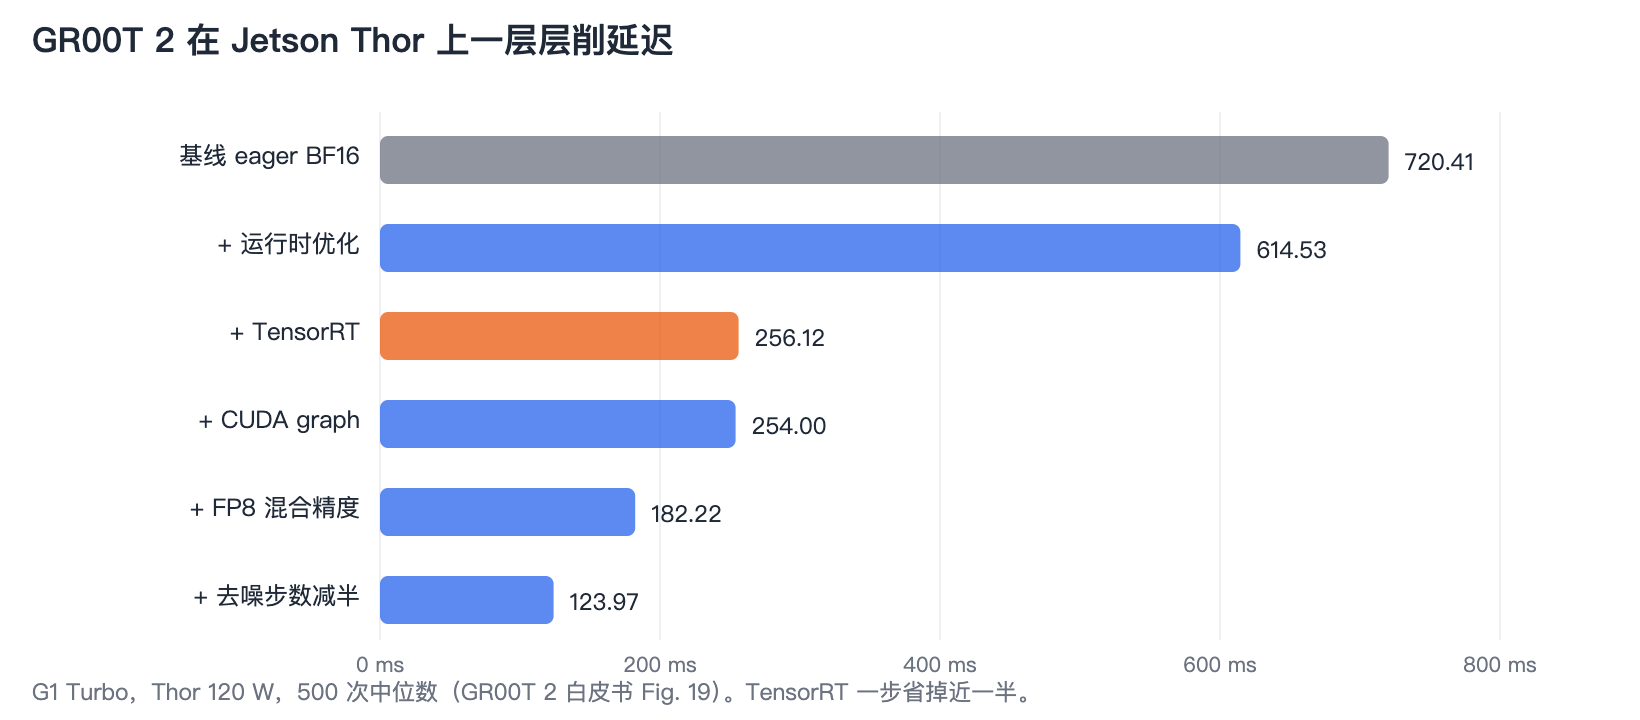 GR00T 2 在 Jetson Thor 上一层层削延迟
基线 eager BF16
720.41
+ 运行时优化
614.53
+ TensorRT
256.12
+ CUDA graph
254.00
+ FP8 混合精度
182.22
+ 去噪步数减半
123.97
0 ms 200 ms 400 ms 600 ms 800 ms
G1 Turbo，Thor 120 W，500 次中位数（GR00T 2 白皮书 Fig. 19）。TensorRT 一步省掉近一半。